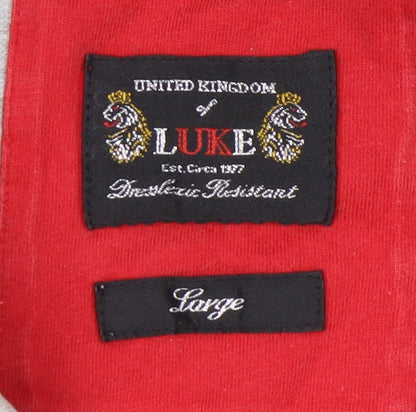 UNITED KINGDOM
of
LUKE
Est. Circa 1977
Dresslexic Resistant
Large